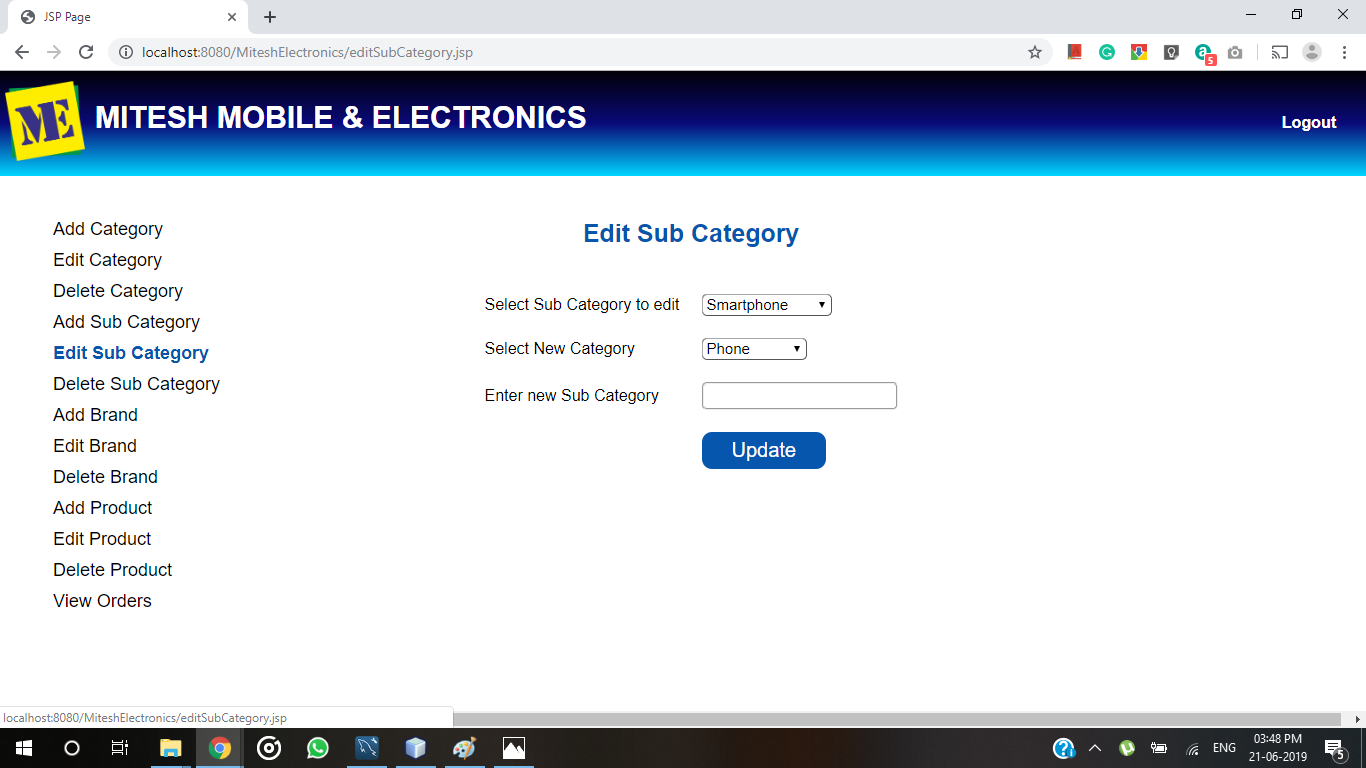 JSP Page
localhost:8080/MiteshElectronics/editSubCategory.jsp
5
ME
MITESH MOBILE & ELECTRONICS
Logout
Add Category
Edit Category
Delete Category
Add Sub Category
Edit Sub Category
Delete Sub Category
Add Brand
Edit Brand
Delete Brand
Add Product
Edit Product
Delete Product
View Orders
Edit Sub Category
Select Sub Category to edit Smartphone
Select New Category Phone
Enter new Sub Category
Update
localhost:8080/MiteshElectronics/editSubCategory.jsp
ENG
03:48 PM
21-06-2019
5